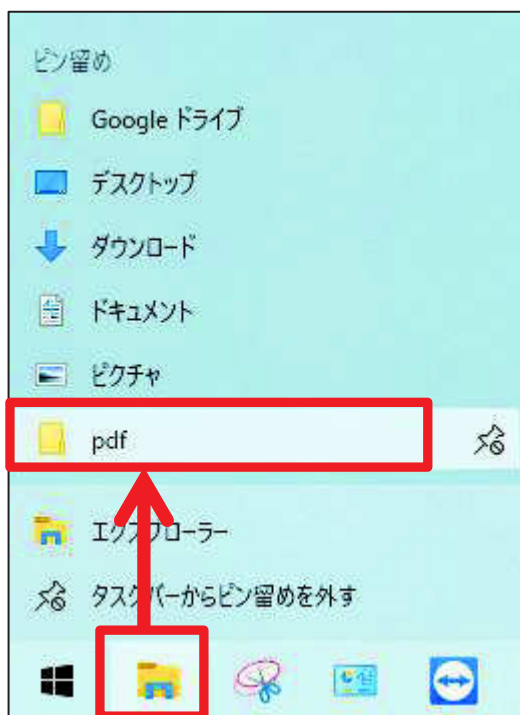 ピン留め
Google ドライブ
デスクトップ
ダウンロード
ドキュメント
ピクチャ
pdf
エクスプローラー
タスクバーからピン留めを外す